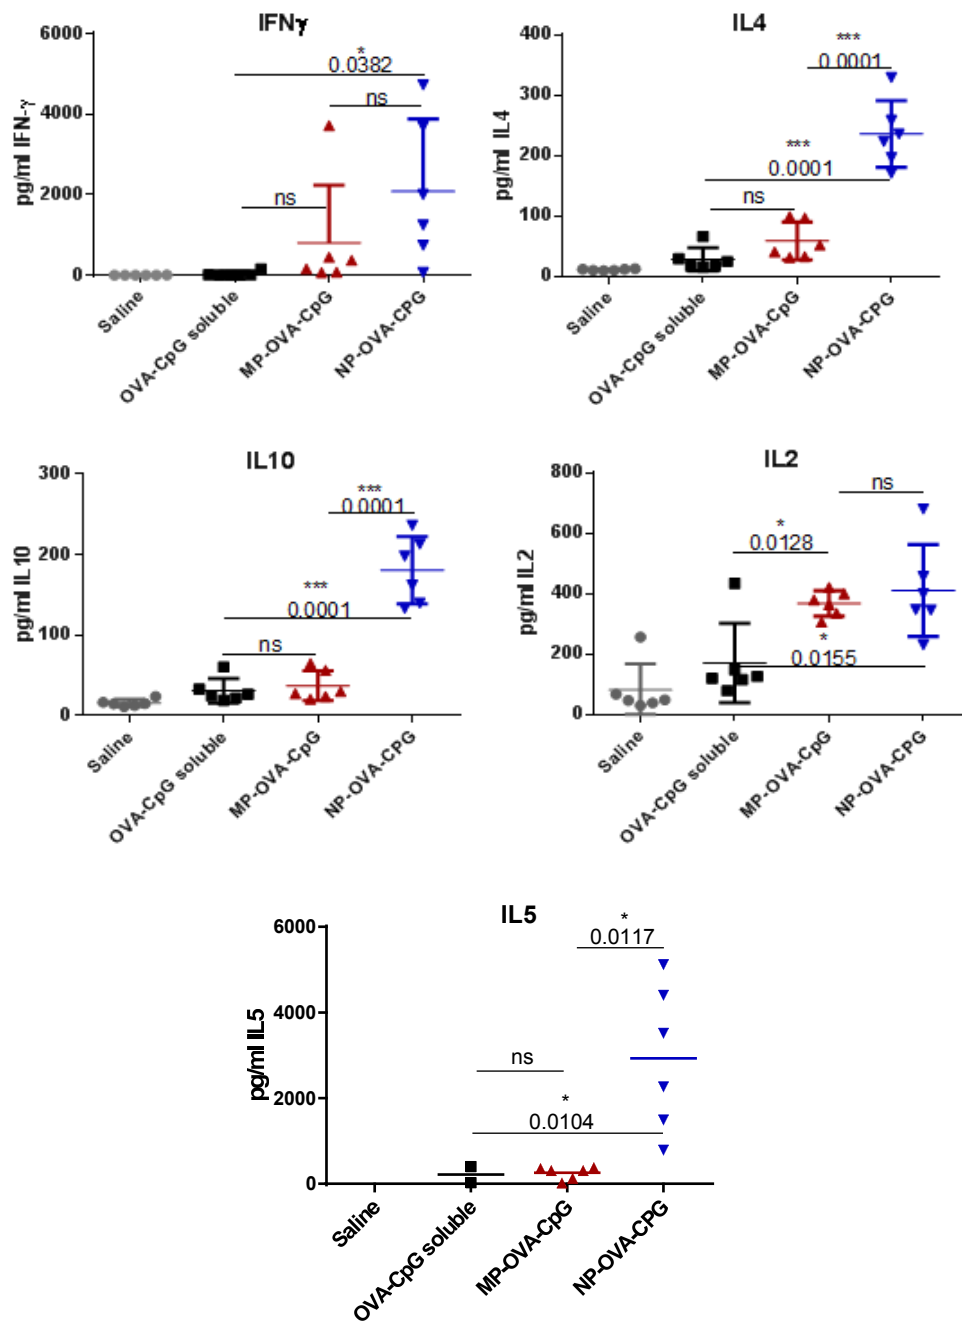 IFNγ
pg/ml IFN-γ
6000
4000
2000
0
*
0.0382
ns
ns
Saline
OVA-CpG soluble
MP-OVA-CpG
NP-OVA-CPG
IL4
pg/ml IL4
400
300
200
100
0
***
0.0001
***
0.0001
ns
Saline
OVA-CpG soluble
MP-OVA-CpG
NP-OVA-CPG
IL10
pg/ml IL10
300
200
100
0
***
0.0001
***
0.0001
ns
Saline
OVA-CpG soluble
MP-OVA-CpG
NP-OVA-CPG
IL2
pg/ml IL2
800
600
400
200
0
ns
*
0.0128
*
0.0155
Saline
OVA-CpG soluble
MP-OVA-CpG
NP-OVA-CPG
IL5
pg/ml IL5
6000
4000
2000
0
*
0.0117
ns
*
0.0104
Saline
OVA-CpG soluble
MP-OVA-CpG
NP-OVA-CPG